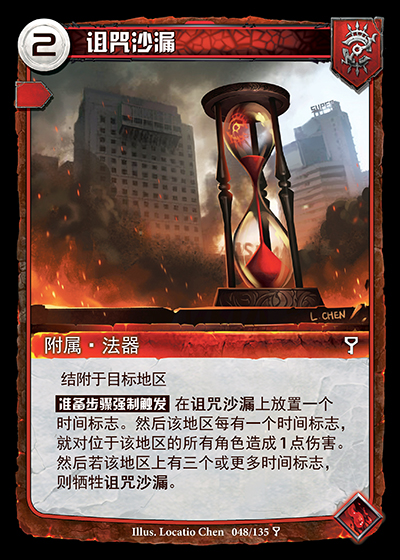 2 诅咒沙漏
SUPER
L. CHEN
附属·法器
结附于目标地区
准备步骤强制触发 在诅咒沙漏上放置一个
时间标志。然后该地区每有一个时间标志，
就对位于该地区的所有角色造成1点伤害。
然后若该地区上有三个或更多时间标志，
则牺牲诅咒沙漏。
Illus. Locatio Chen 048/135